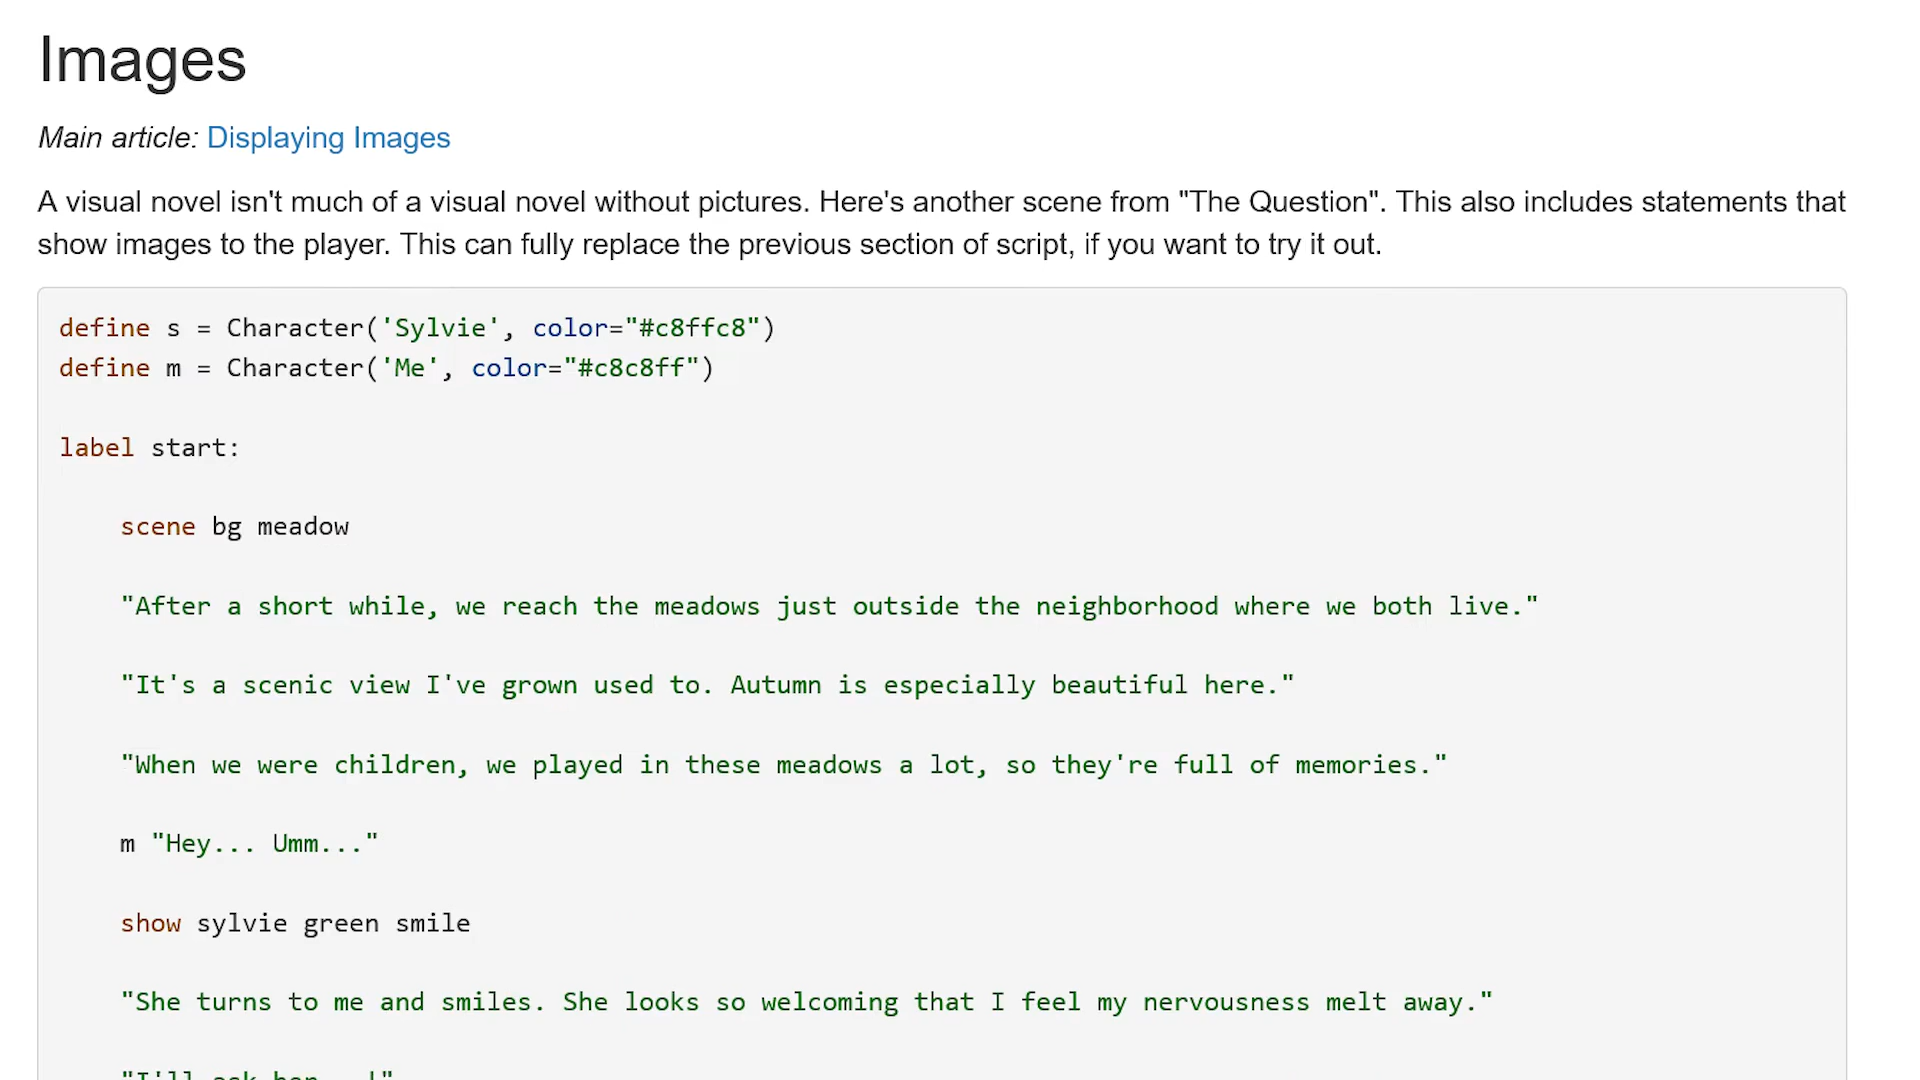 Images
Main article: Displaying Images
A visual novel isn't much of a visual novel without pictures. Here's another scene from "The Question". This also includes statements that
show images to the player. This can fully replace the previous section of script, if you want to try it out.
define s = Character('Sylvie', color="#c8ffc8")
define m = Character('Me', color="#c8c8ff")
label start:
scene bg meadow
"After a short while, we reach the meadows just outside the neighborhood where we both live."
"It's a scenic view I've grown used to. Autumn is especially beautiful here."
"When we were children, we played in these meadows a lot, so they're full of memories."
m "Hey... Umm..."
show sylvie green smile
"She turns to me and smiles. She looks so welcoming that I feel my nervousness melt away."
"I'll ask